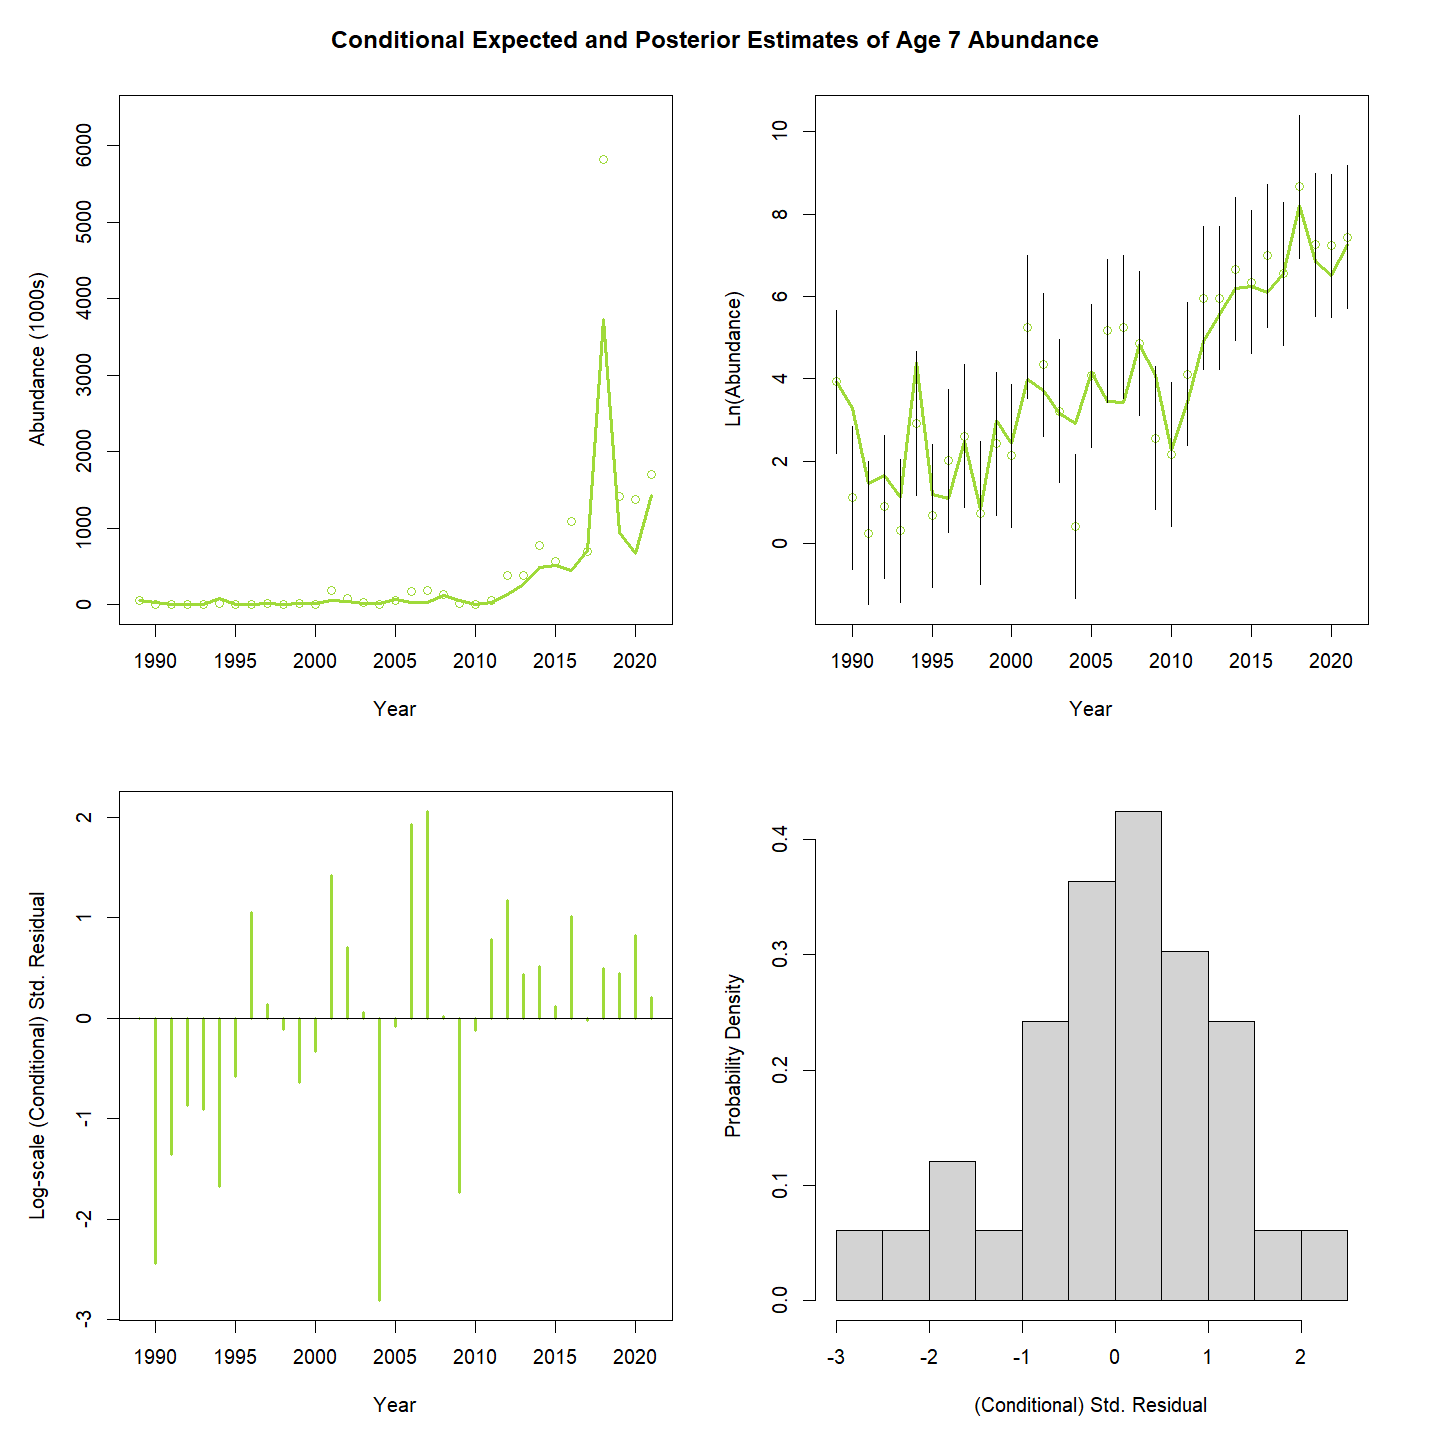 Conditional Expected and Posterior Estimates of Age 7 Abundance
Abundance (1000s)
6000
5000
4000
3000
2000
1000
0
1990 1995 2000 2005 2010 2015 2020
Year
Ln(Abundance)
10
8
6
4
2
0
1990 1995 2000 2005 2010 2015 2020
Year
Log-scale (Conditional) Std. Residual
2
1
0
-1
-2
-3
1990 1995 2000 2005 2010 2015 2020
Year
Probability Density
0.4
0.3
0.2
0.1
0.0
-3 -2 -1 0 1 2
(Conditional) Std. Residual